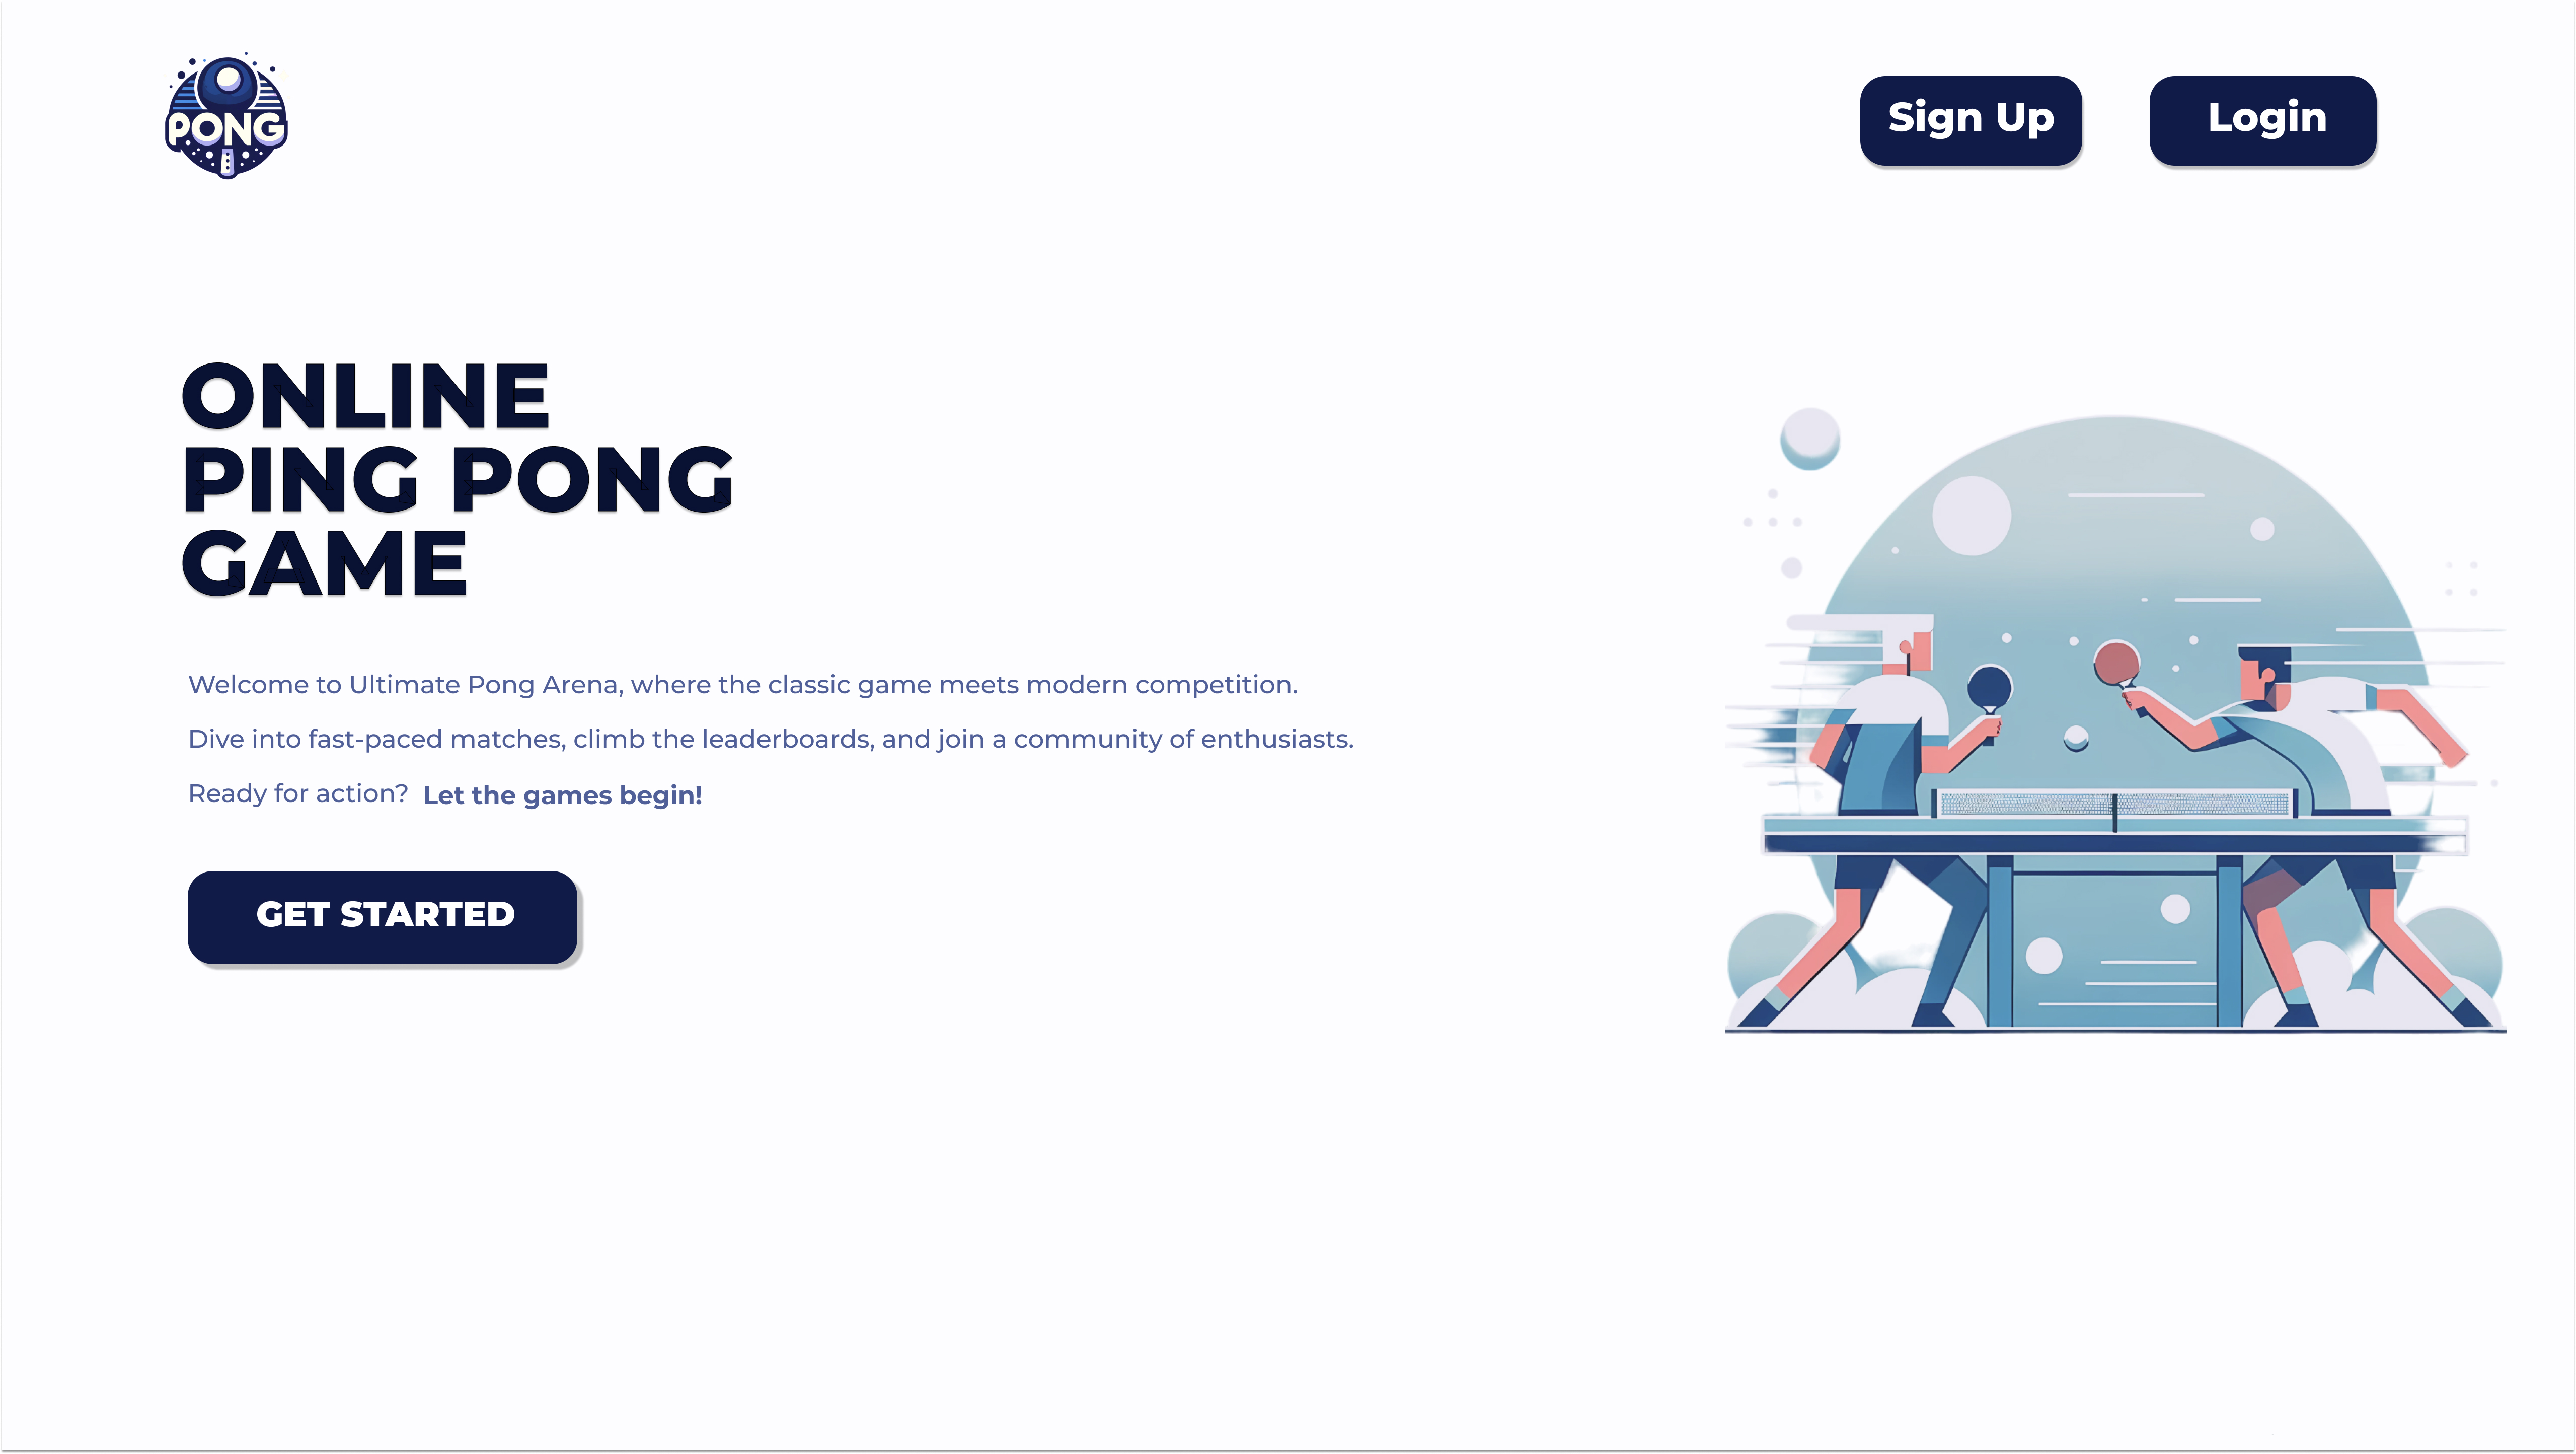 PONG
Sign Up
Login
ONLINE
PING PONG
GAME
Welcome to Ultimate Pong Arena, where the classic game meets modern competition.
Dive into fast-paced matches, climb the leaderboards, and join a community of enthusiasts.
Ready for action? Let the games begin!
GET STARTED